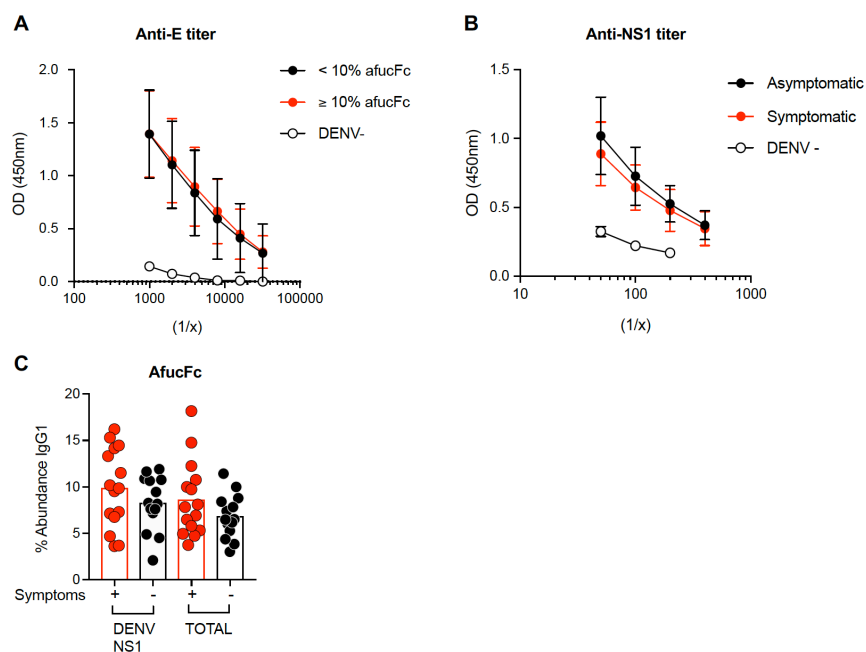 A
Anti-E titer
OD (450nm)
2.0
1.5
1.0
0.5
0.0
100
1000
10000
100000
(1/x)
< 10% afucFc
≥ 10% afucFc
DENV-
B
Anti-NS1 titer
OD (450nm)
1.5
1.0
0.5
0.0
10
100
1000
(1/x)
Asymptomatic
Symptomatic
DENV -
C
AfucFc
% Abundance IgG1
20
15
10
5
0
Symptoms + - + -
DENV NS1
TOTAL